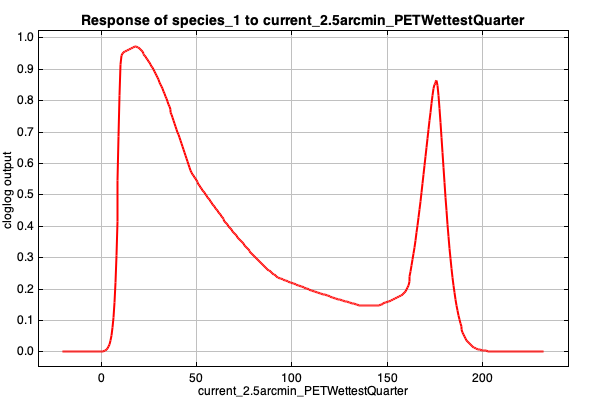 Response of species_1 to current_2.5arcmin_PETWettestQuarter
1.0
0.9
0.8
0.7
0.6
0.5
0.4
0.3
0.2
0.1
0.0
cloglog output
0 50 100 150 200
current_2.5arcmin_PETWettestQuarter